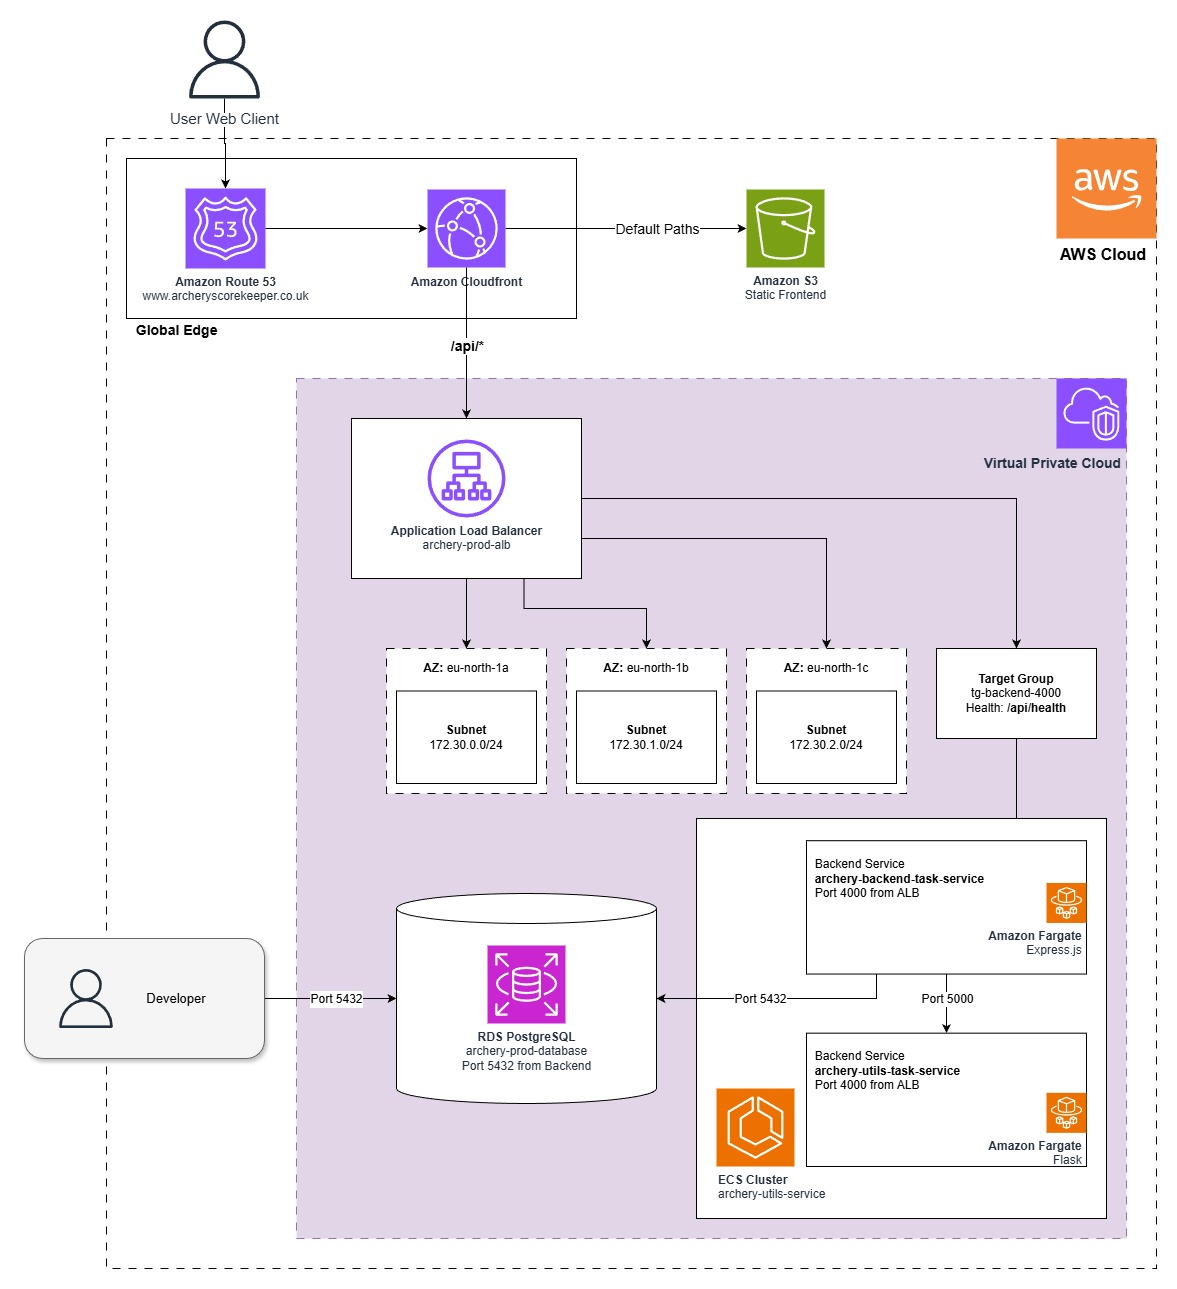 User Web Client
aws
AWS Cloud
53
Amazon Route 53
www.archeryscorekeeper.co.uk
Amazon Cloudfront
Default Paths
Amazon S3
Static Frontend
Global Edge
/api/*
Virtual Private Cloud
Application Load Balancer
archery-prod-alb
AZ: eu-north-1a
Subnet
172.30.0.0/24
AZ: eu-north-1b
Subnet
172.30.1.0/24
AZ: eu-north-1c
Subnet
172.30.2.0/24
Target Group
tg-backend-4000
Health: /api/health
Backend Service
archery-backend-task-service
Port 4000 from ALB
Amazon Fargate
Express.js
Developer
Port 5432
RDS PostgreSQL
archery-prod-database
Port 5432 from Backend
Port 5432
Port 5000
Backend Service
archery-utils-task-service
Port 4000 from ALB
Amazon Fargate
Flask
ECS Cluster
archery-utils-service